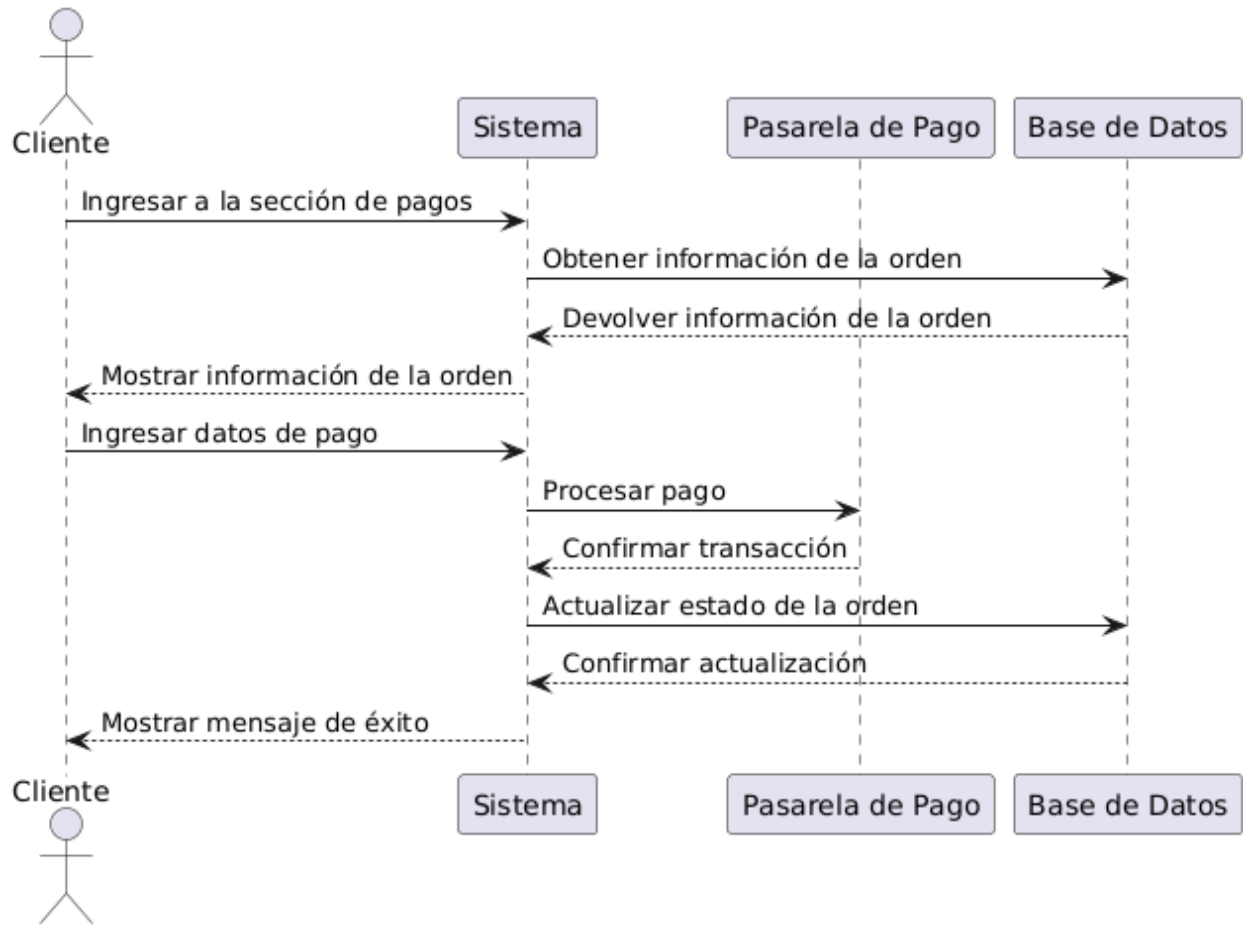 Cliente
Sistema
Pasarela de Pago
Base de Datos
Ingresar a la sección de pagos
Obtener información de la orden
Devolver información de la orden
Mostrar información de la orden
Ingresar datos de pago
Procesar pago
Confirmar transacción
Actualizar estado de la orden
Confirmar actualización
Mostrar mensaje de éxito
Cliente
Sistema
Pasarela de Pago
Base de Datos